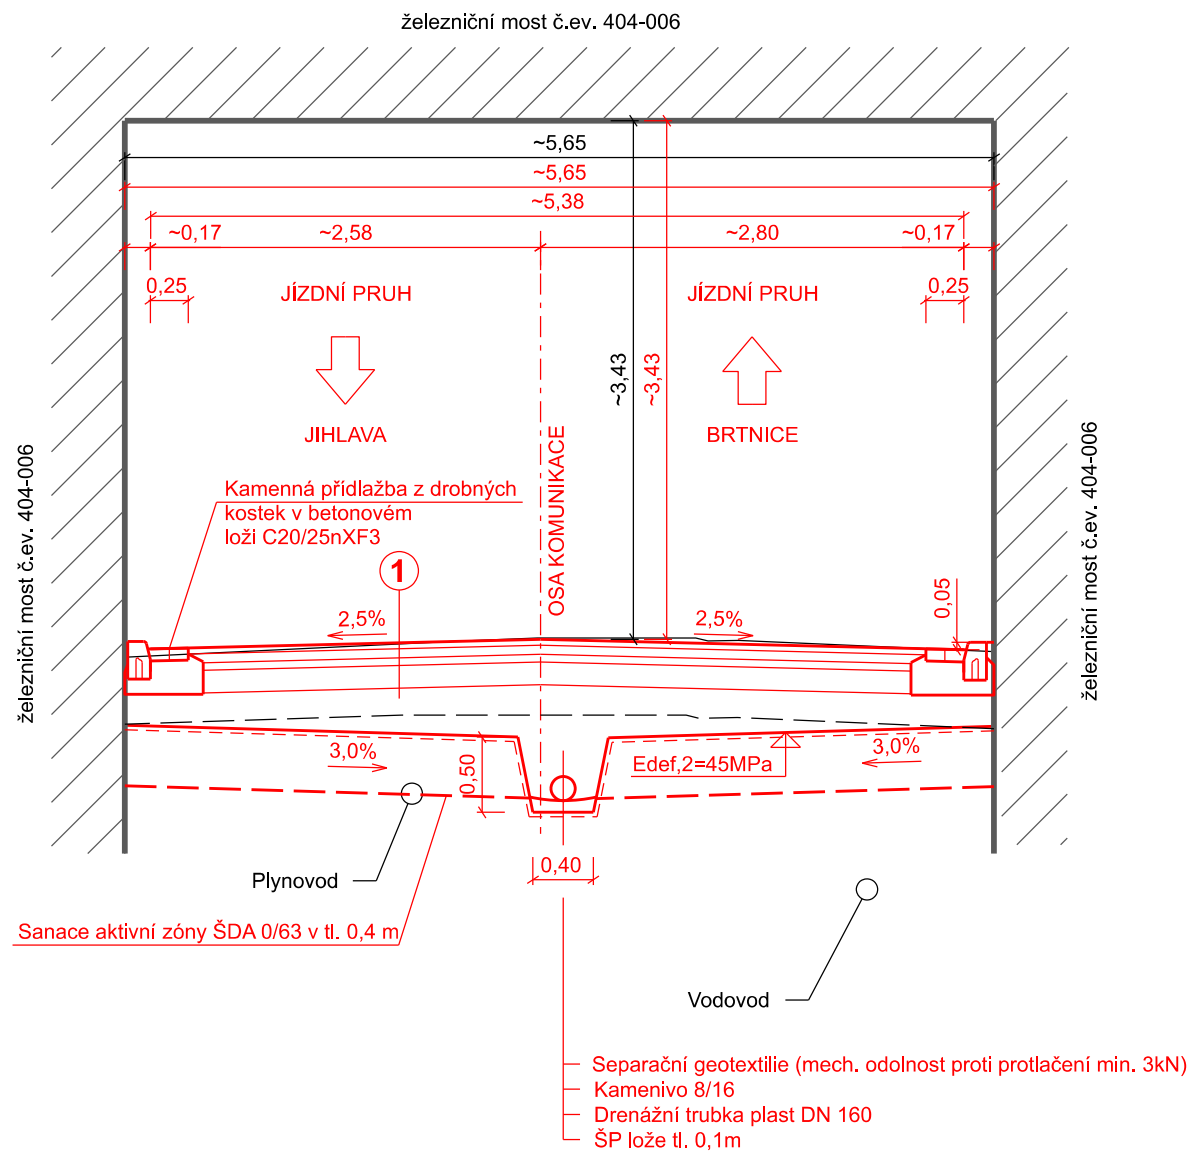 železniční most č.ev. 404-006
~5,65
~5,65
~5,38
~0,17
~2,58
~2,80
~0,17
0,25
JÍZDNÍ PRUH
JÍZDNÍ PRUH
0,25
~3,43
~3,43
JIHLAVA
BRTNICE
OSA KOMUNIKACE
železniční most č.ev. 404-006
železniční most č.ev. 404-006
Kamenná přídlažba z drobných
kostek v betonovém
loži C20/25nXF3
1
2,5%
2,5%
0,05
3,0%
0,50
Edef,2=45MPa
3,0%
0,40
Plynovod
Sanace aktivní zóny ŠDA 0/63 v tl. 0,4 m
Vodovod
Separační geotextilie (mech. odolnost proti protlačení min. 3kN)
Kamenivo 8/16
Drenážní trubka plast DN 160
ŠP lože tl. 0,1m